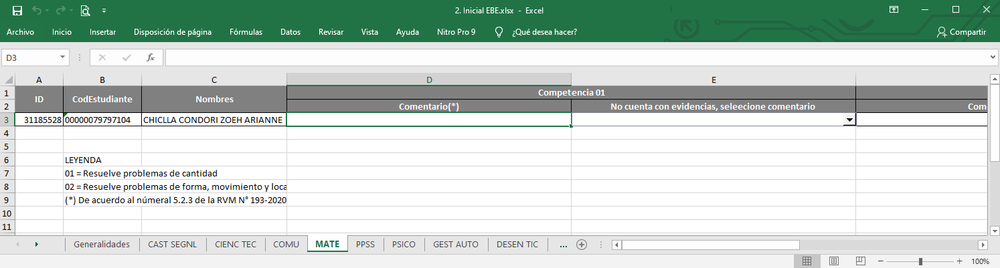 2. Inicial EBE.xlsx - Excel
Archivo Inicio Insertar Disposición de página Fórmulas Datos Revisar Vista Ayuda Nitro Pro 9 ¿Qué desea hacer? Compartir
D3 fx
A B C D E
1 ID CodEstudiante Nombres Competencia 01
2 Comentario(*) No cuenta con evidencias, seleecione comentario Com
3 31185528 00000079797104 CHICLLA CONDORI ZOEH ARIANNE
4
5
6 LEYENDA
7 01 = Resuelve problemas de cantidad
8 02 = Resuelve problemas de forma, movimiento y loca
9 (*) De acuerdo al númeral 5.2.3 de la RVM N° 193-2020
10
11
Generalidades CAST SEGNL CIENC TEC COMU MATE PPSS PSICO GEST AUTO DESEN TIC ...
100%